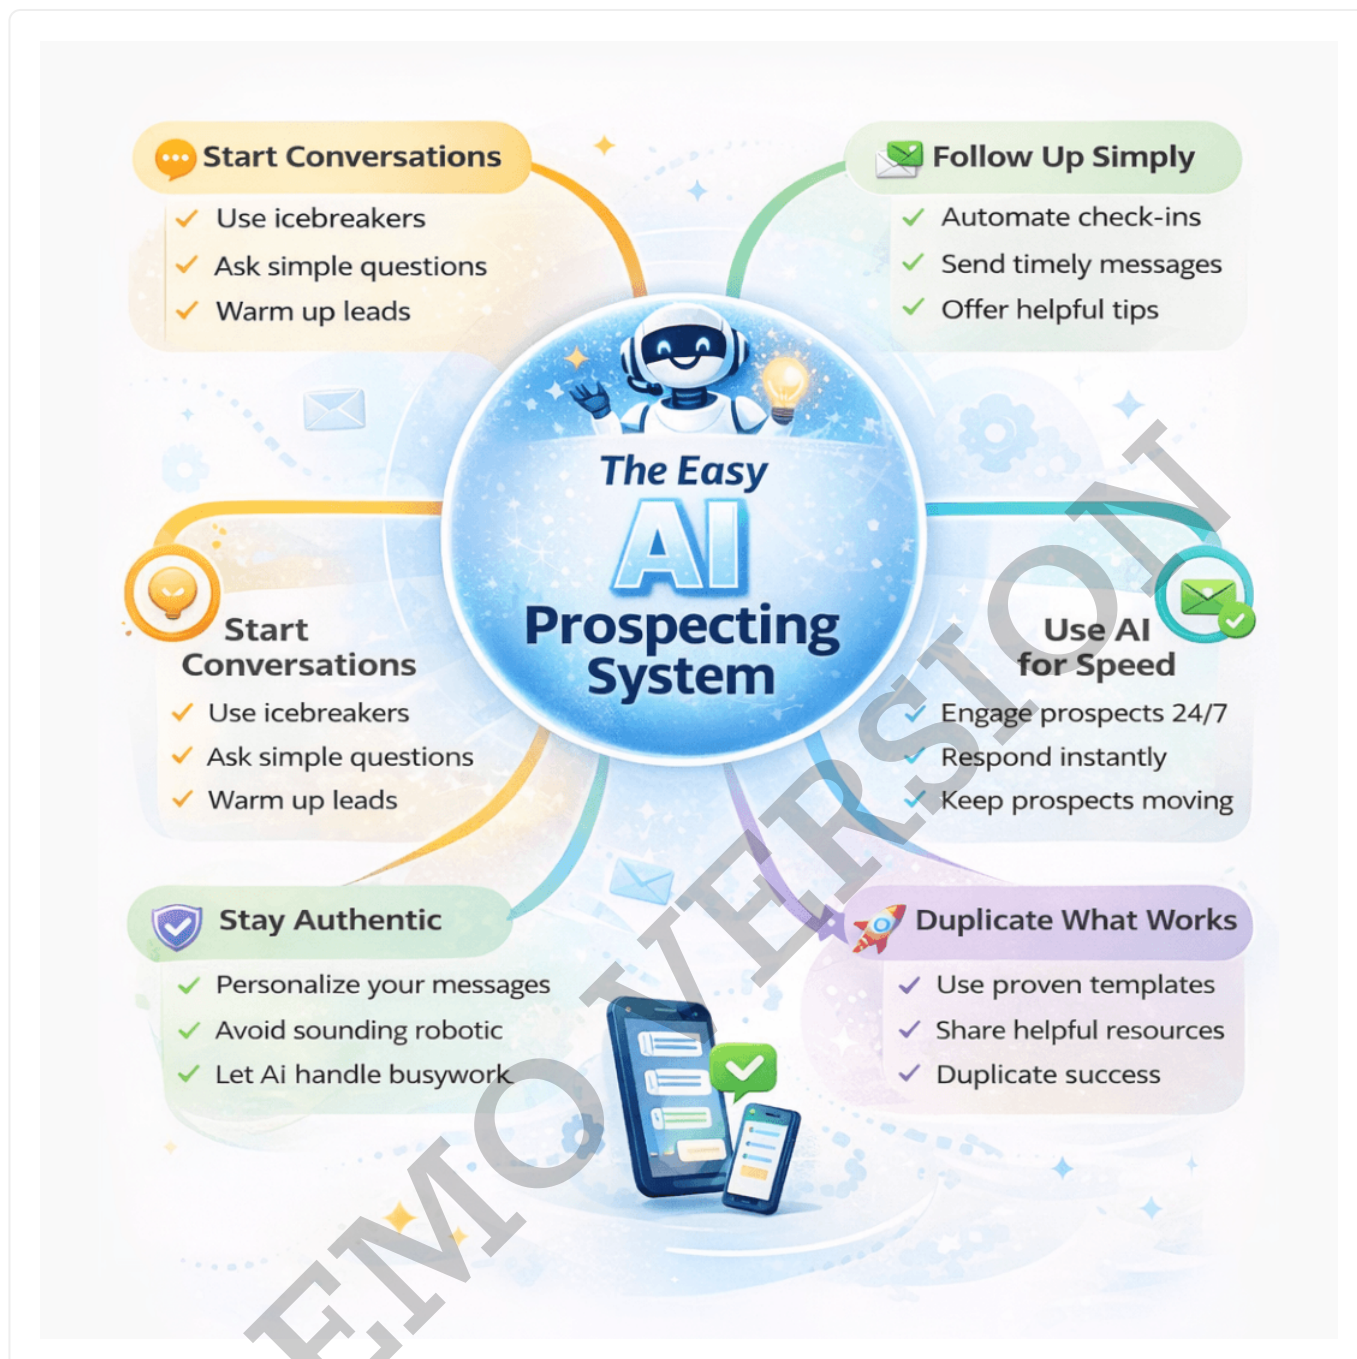 Start Conversations
Use icebreakers
Ask simple questions
Warm up leads
Follow Up Simply
Automate check-ins
Send timely messages
Offer helpful tips
The Easy
AI
Prospecting
System
Start
Conversations
Use icebreakers
Ask simple questions
Warm up leads
Use AI
for Speed
Engage prospects 24/7
Respond instantly
Keep prospects moving
Stay Authentic
Personalize your messages
Avoid sounding robotic
Let Ai handle busywork
Duplicate What Works
Use proven templates
Share helpful resources
Duplicate success
EMO VERSION